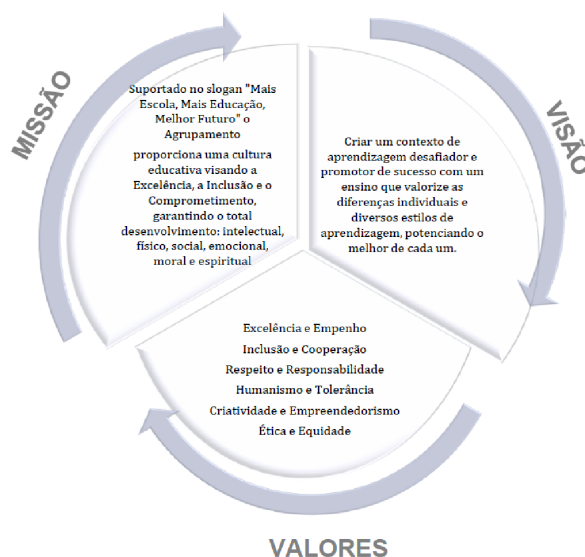 MISSÃO
Suportado no slogan "Mais
Escola, Mais Educação,
Melhor Futuro" o
Agrupamento
proporciona uma cultura
educativa visando a
Excelência, a Inclusão e o
Comprometimento,
garantindo o total
desenvolvimento: intelectual,
físico, social, emocional,
moral e espiritual
VISÃO
Criar um contexto de
aprendizagem desafiador e
promotor de sucesso com um
ensino que valorize as
diferenças individuais e
diversos estilos de
aprendizagem, potenciando o
melhor de cada um.
Excelência e Empenho
Inclusão e Cooperação
Respeito e Responsabilidade
Humanismo e Tolerância
Criatividade e Empreendedorismo
Ética e Equidade
VALORES